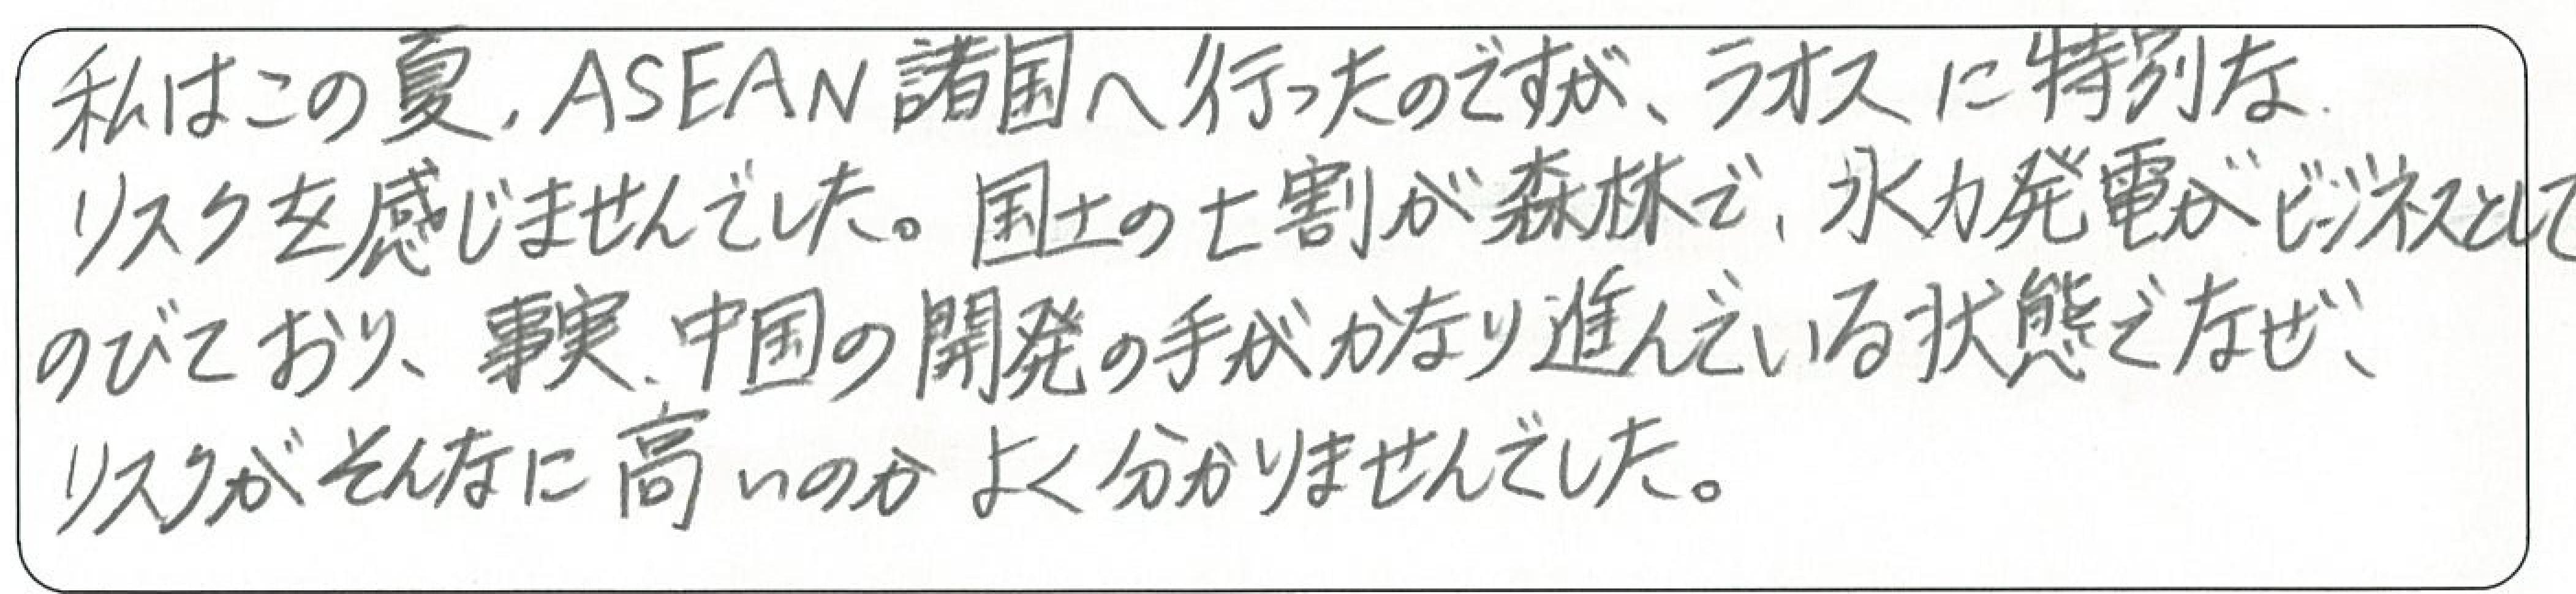 私はこの夏、ASEAN諸国へ行ったのですが、ラオスに特別な
リスクを感じませんでした。国土の七割が森林で、水力発電がビジネスとして
のびており、事実、中国の開発の手がかなり進んでいる状態でなぜ、
リスクがそんなに高いのかよく分かりませんでした。